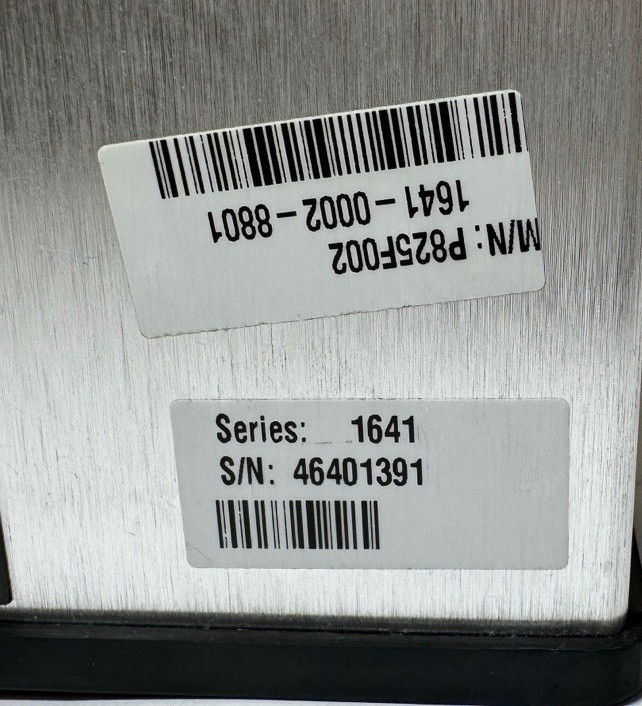 M/N: P825F002
1641-0002-8801
Series: 1641
S/N: 46401391